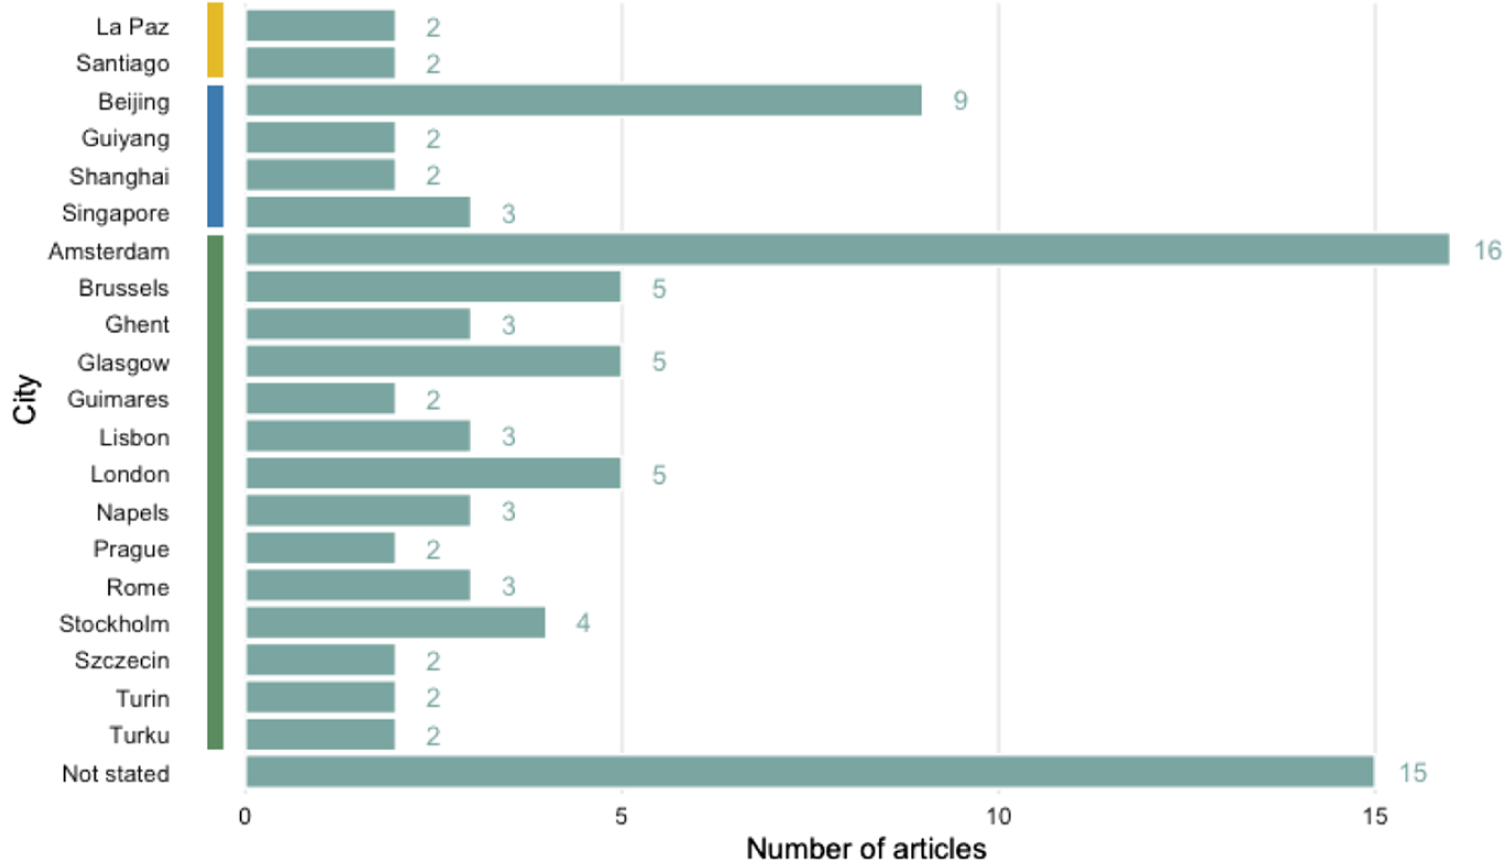 La Paz 2
Santiago 2
Beijing 9
Guiyang 2
Shanghai 2
Singapore 3
Amsterdam 16
Brussels 5
Ghent 3
Glasgow 5
Guimares 2
Lisbon 3
London 5
Napels 3
Prague 2
Rome 3
Stockholm 4
Szczecin 2
Turin 2
Turku 2
Not stated 15
City
0 5 10 15
Number of articles